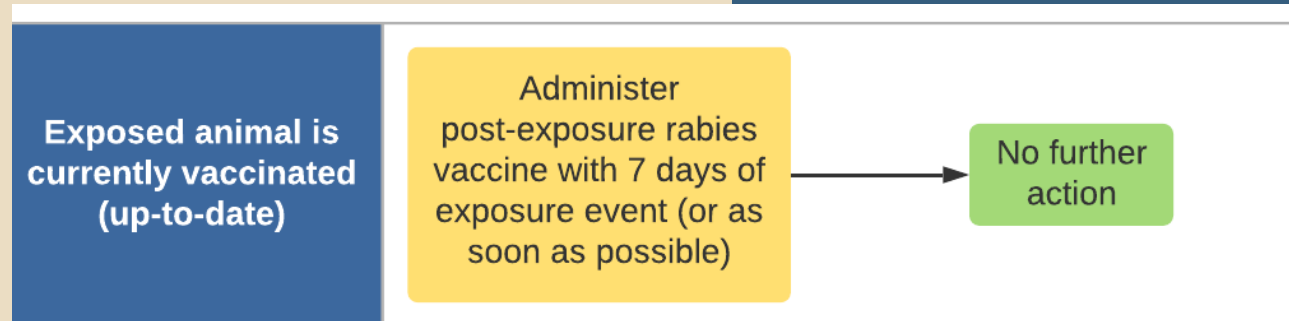 Exposed animal is
currently vaccinated
(up-to-date)
Administer
post-exposure rabies
vaccine with 7 days of
exposure event (or as
soon as possible)
No further
action